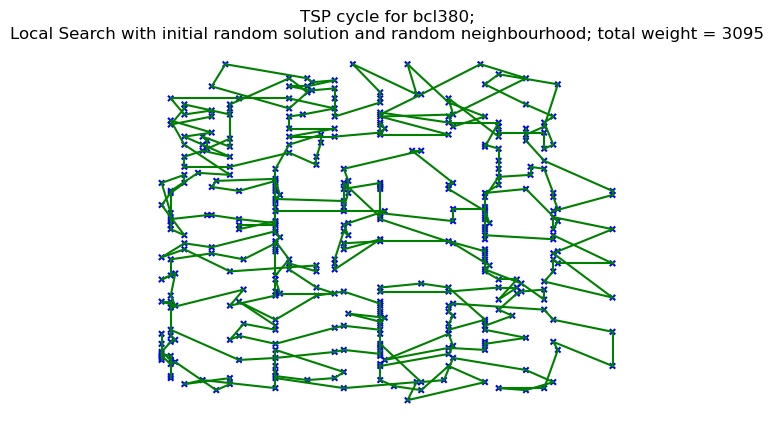 TSP cycle for bcl380;
Local Search with initial random solution and random neighbourhood; total weight = 3095